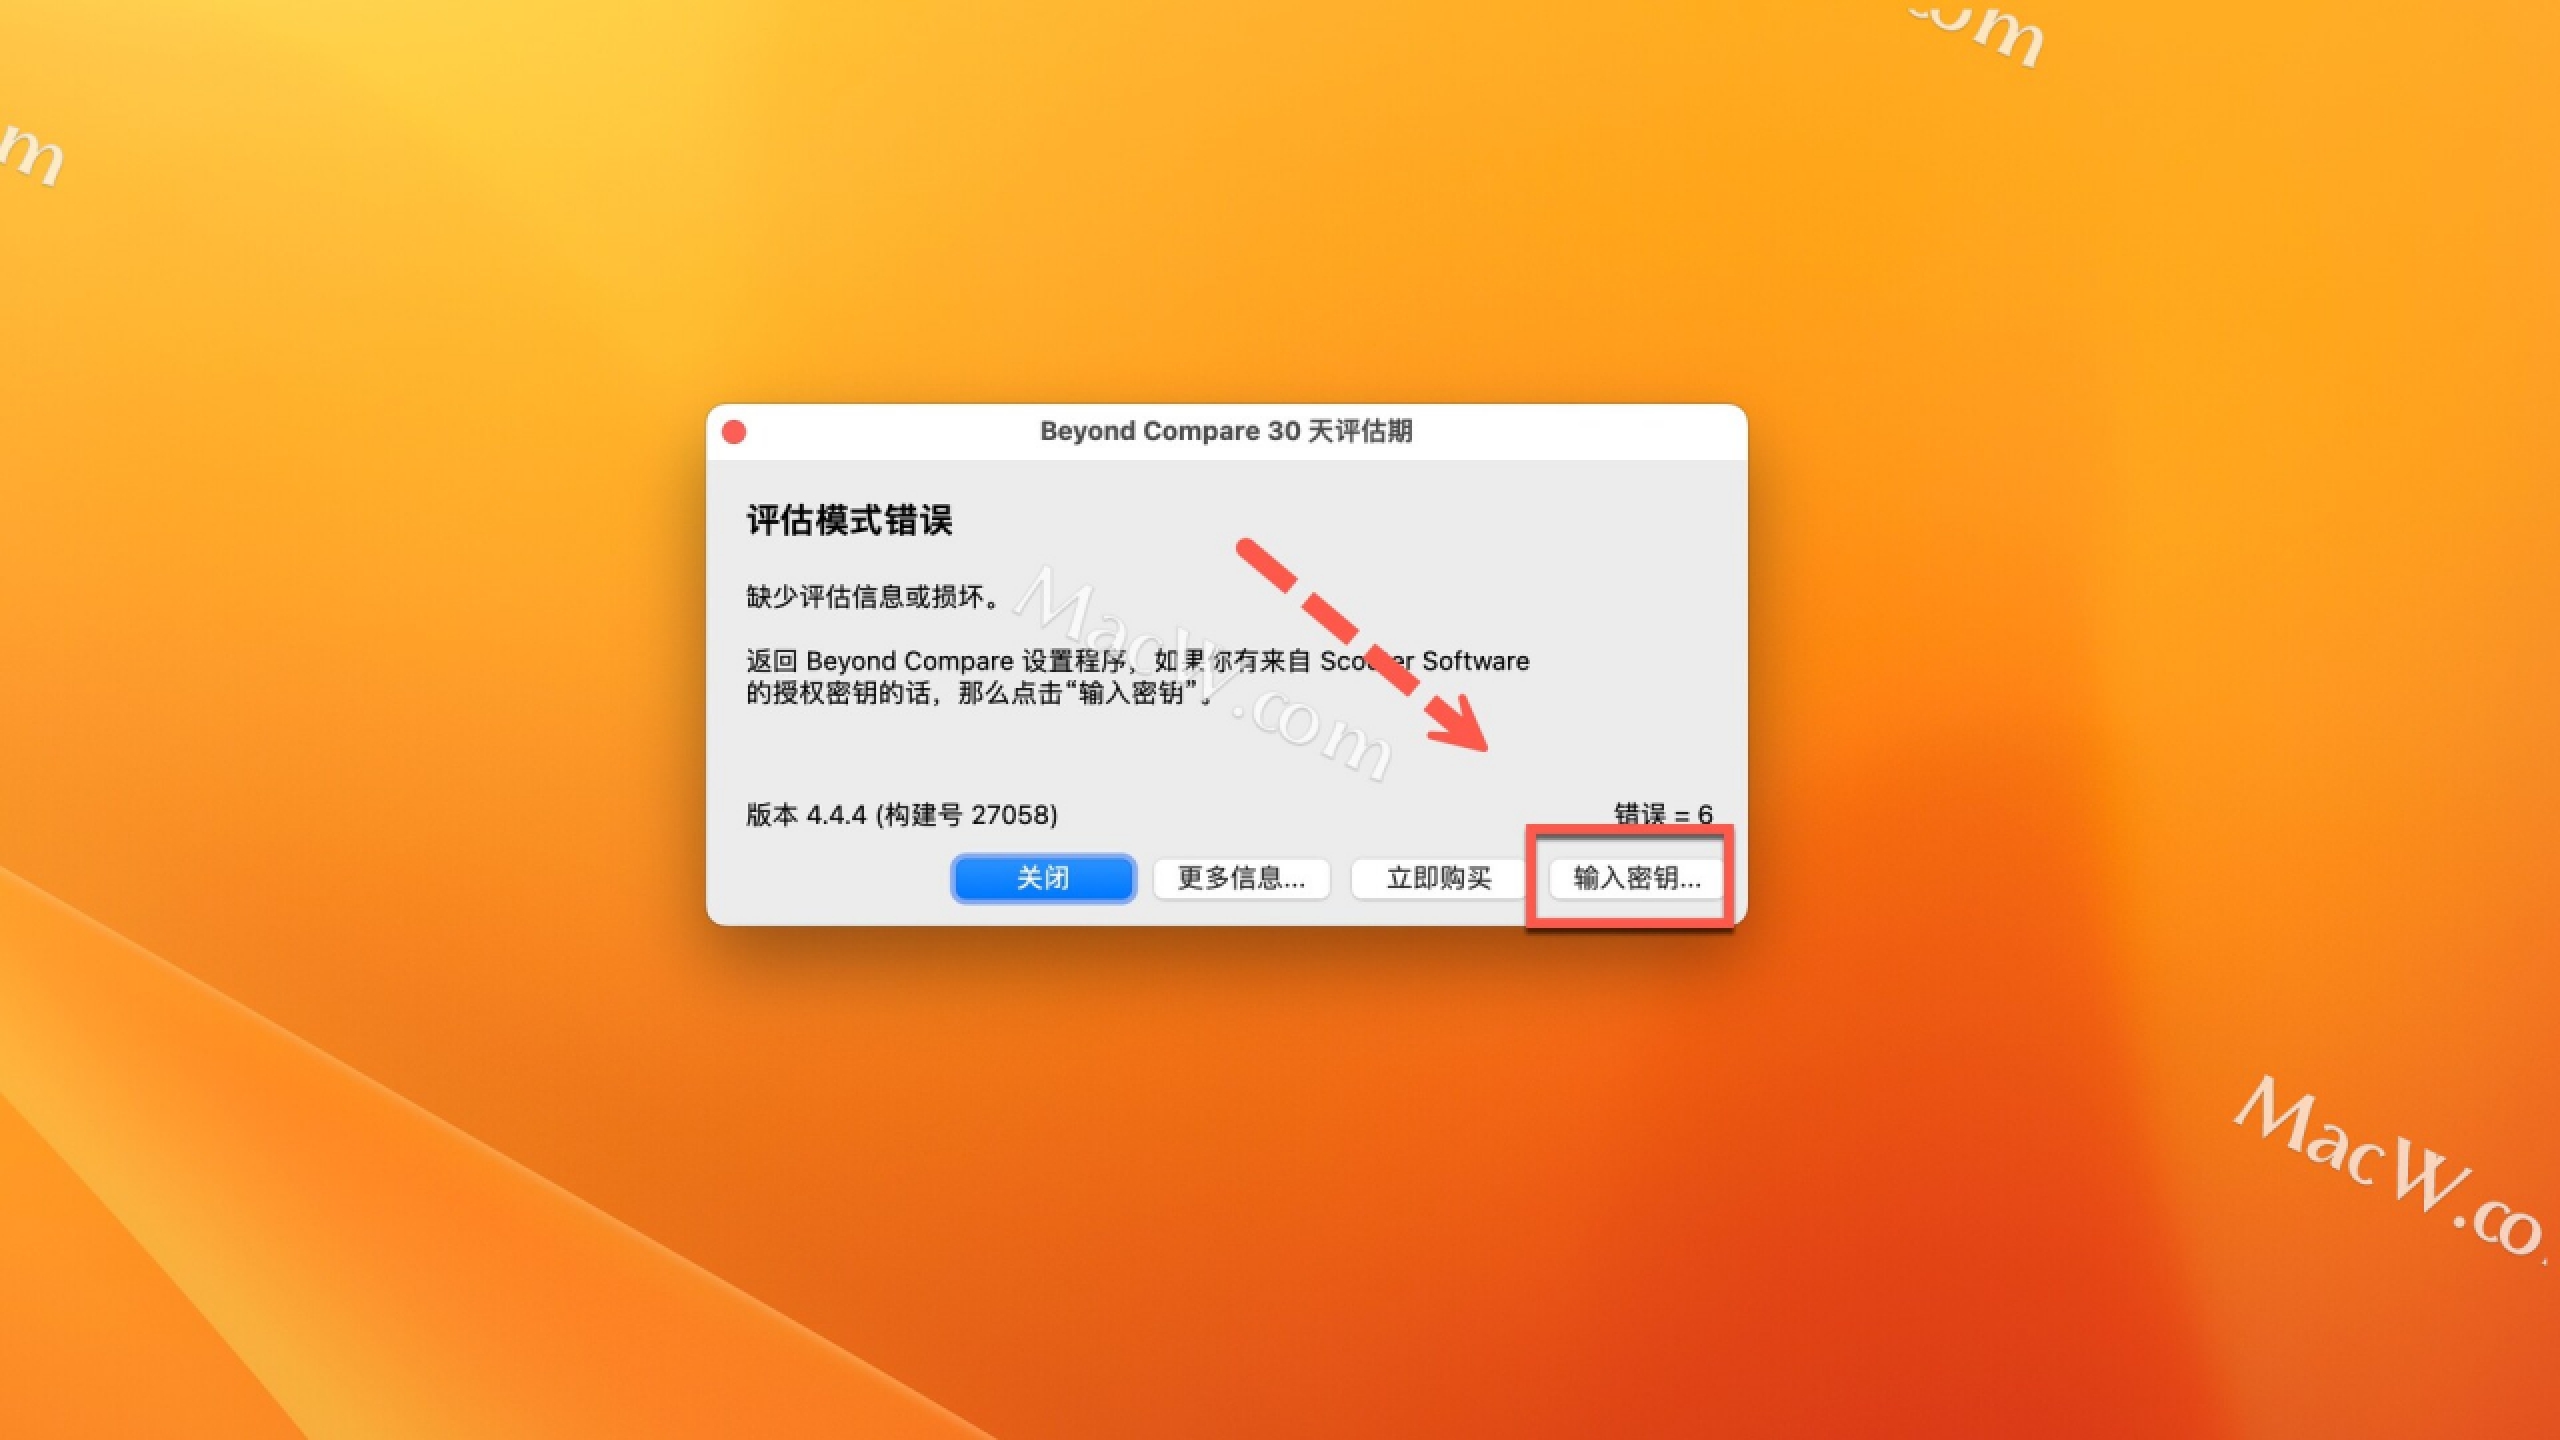 om
m
Beyond Compare 30 天评估期
评估模式错误
缺少评估信息或损坏。
MacW.com
返回 Beyond Compare 设置程序，如果你有来自 Scooter Software
的授权密钥的话，那么点击“输入密钥”。
版本 4.4.4 (构建号 27058)
错误 = 6
关闭
更多信息...
立即购买
输入密钥...
MacW.co